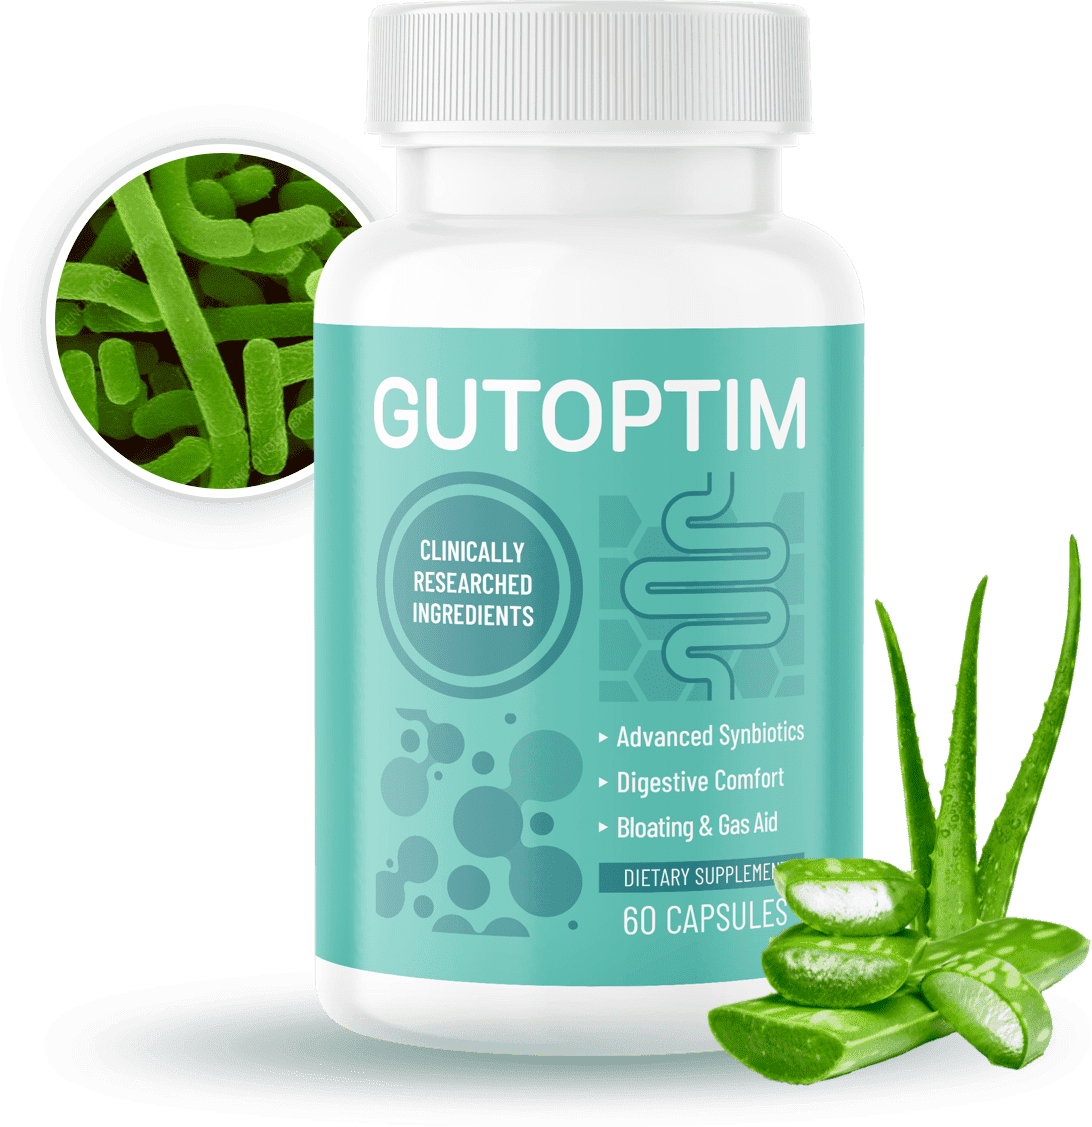 GUTOPTIM
CLINICALLY
RESEARCHED
INGREDIENTS
▸ Advanced Synbiotics
▸ Digestive Comfort
▸ Bloating & Gas Aid
DIETARY SUPPLEMEN
60 CAPSULES